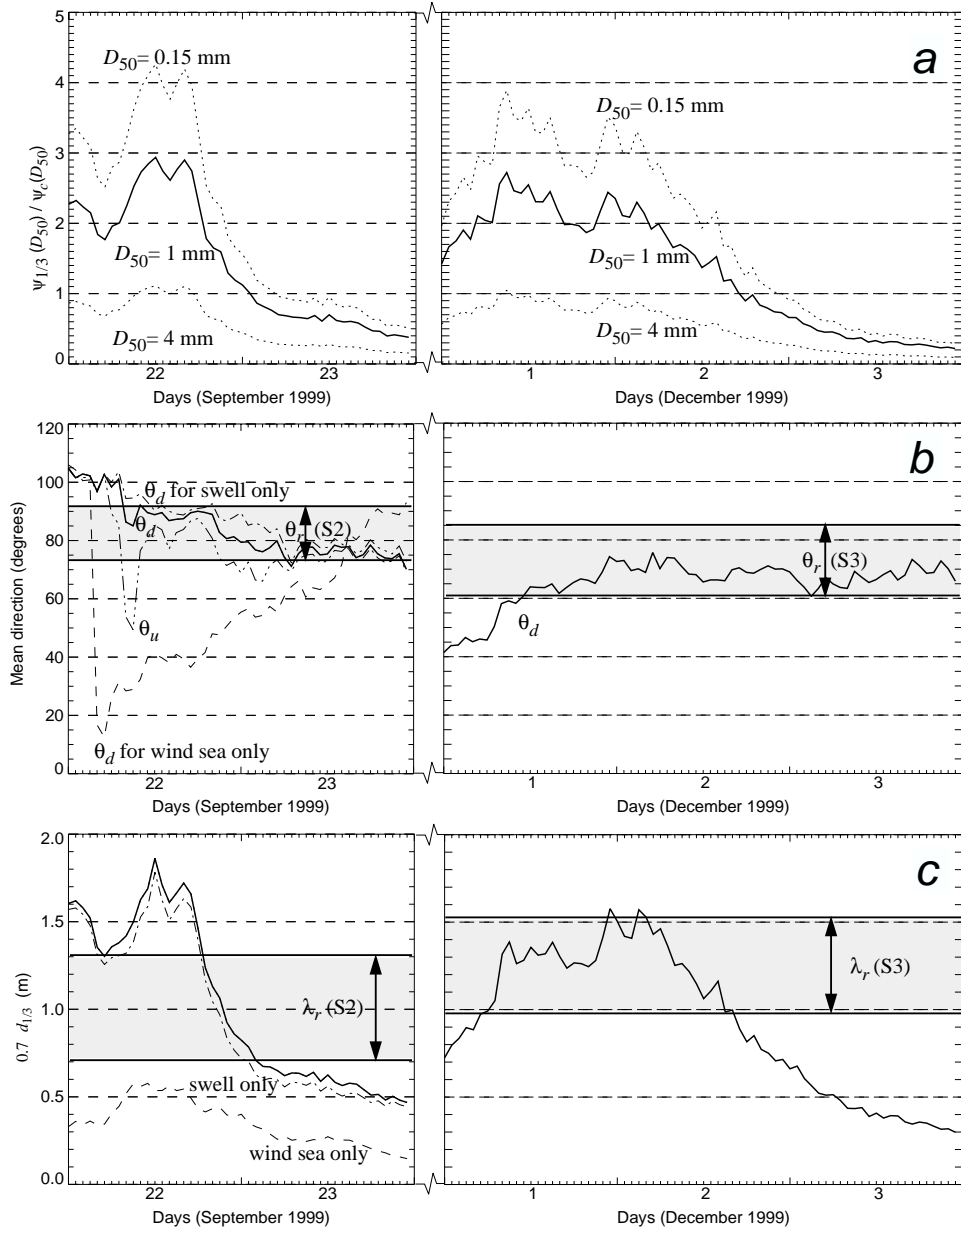 5
4
3
2
1
0
ψ1/3 (D50) / ψc(D50)
D50= 0.15 mm
D50= 1 mm
D50= 4 mm
22
23
Days (September 1999)
a
D50= 0.15 mm
D50= 1 mm
D50= 4 mm
1
2
3
Days (December 1999)
120
100
80
60
40
20
0
Mean direction (degrees)
θd for swell only
θd
θr (S2)
θu
θd for wind sea only
22
23
Days (September 1999)
b
θr (S3)
θd
1
2
3
Days (December 1999)
2.0
1.5
1.0
0.5
0.0
0.7 d1/3 (m)
λr (S2)
swell only
wind sea only
22
23
Days (September 1999)
c
λr (S3)
1
2
3
Days (December 1999)